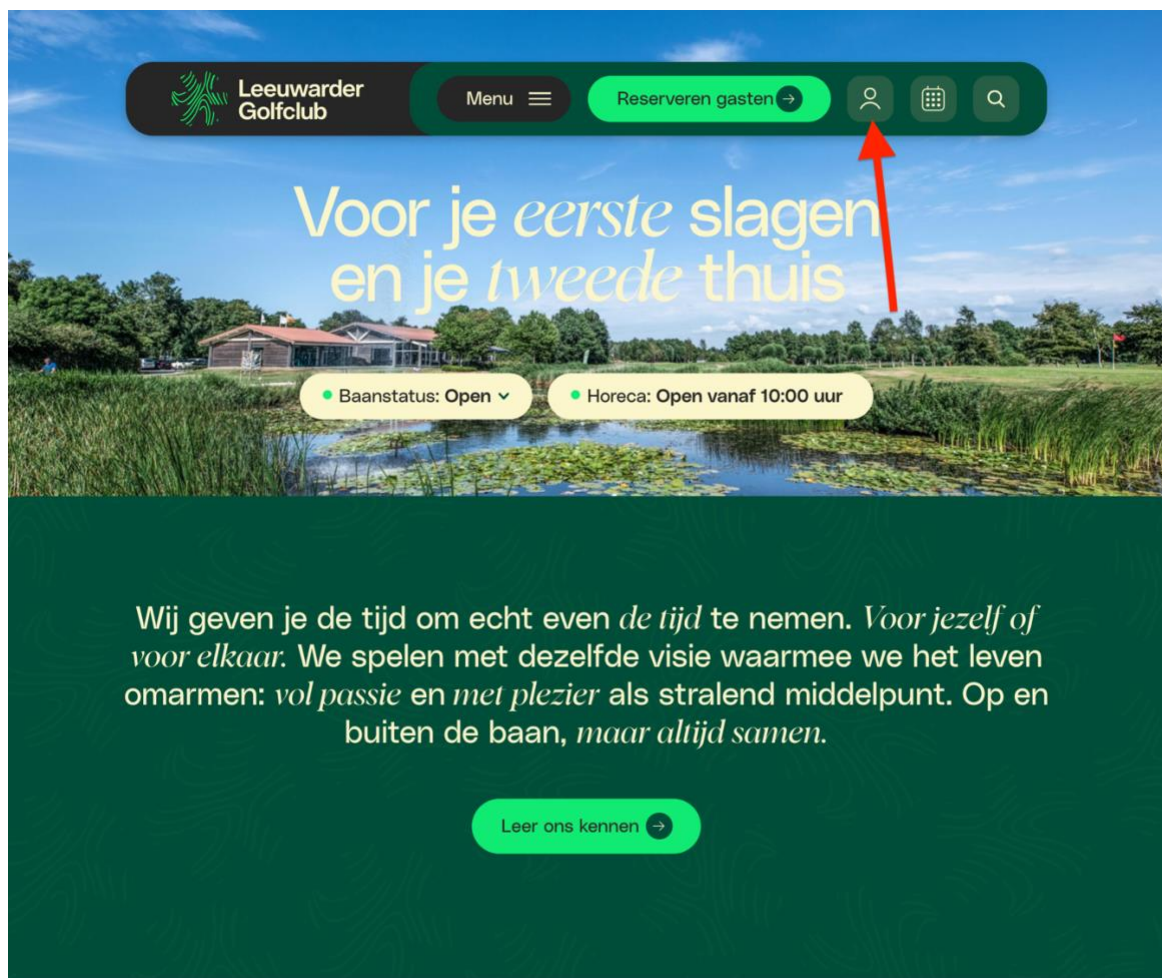 Leeuwarder
Golfclub
Menu
Reserveren gasten
Voor je eerste slagen
en je tweede thuis
Baanstatus: Open
Horeca: Open vanaf 10:00 uur
Wij geven je de tijd om echt even de tijd te nemen. Voor jezelf of
voor elkaar. We spelen met dezelfde visie waarmee we het leven
omarmen: vol passie en met plezier als stralend middelpunt. Op en
buiten de baan, maar altijd samen.
Leer ons kennen